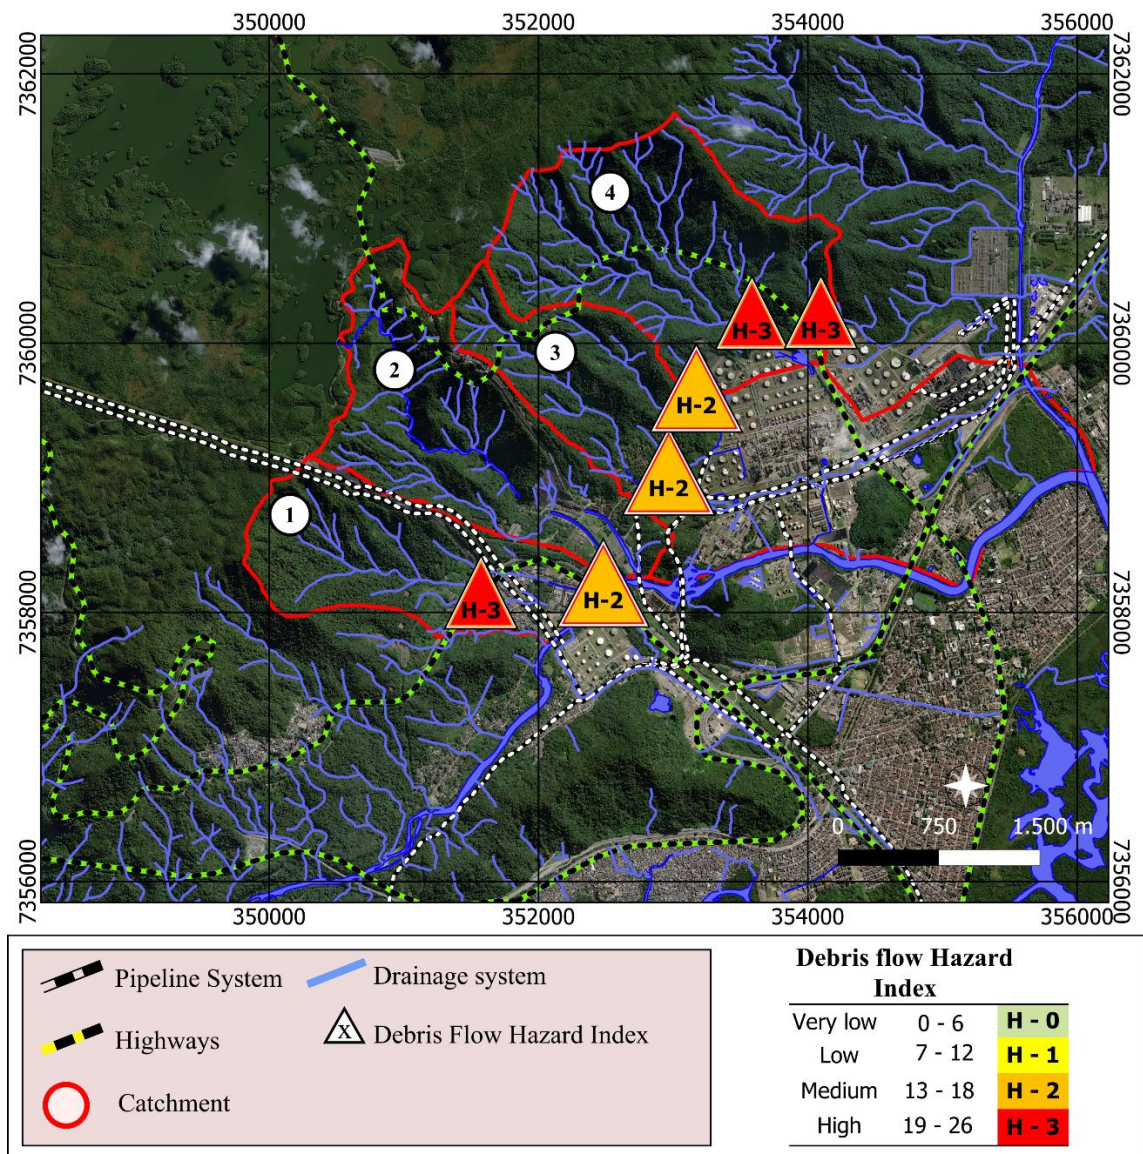 350000 352000 354000 356000
7362000 7362000
4
H-3 H-3
7360000 7360000
3
2
H-2
H-2
1
H-2
H-3
7358000 7358000
0 750 1.500 m
7356000 7356000
350000 352000 354000 356000
Pipeline System
Drainage system
Highways
X Debris Flow Hazard Index
Catchment
Debris flow Hazard
Index
Very low 0 - 6 H - 0
Low 7 - 12 H - 1
Medium 13 - 18 H - 2
High 19 - 26 H - 3